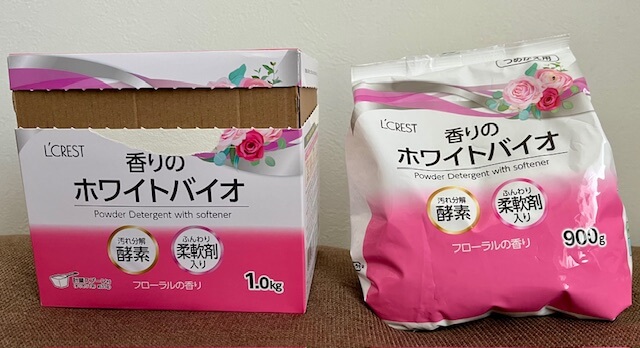 L'CREST
香りの
ホワイトバイオ
Powder Detergent with softener
汚れ分解
酵素
ふんわり
柔軟剤
入り
フローラルの香り
1.0kg
つめかえ用
L'CREST
香りの
ホワイトバイオ
Powder Detergent with softener
汚れ分解
酵素
ふんわり
柔軟剤
入り
フローラルの香り
900g